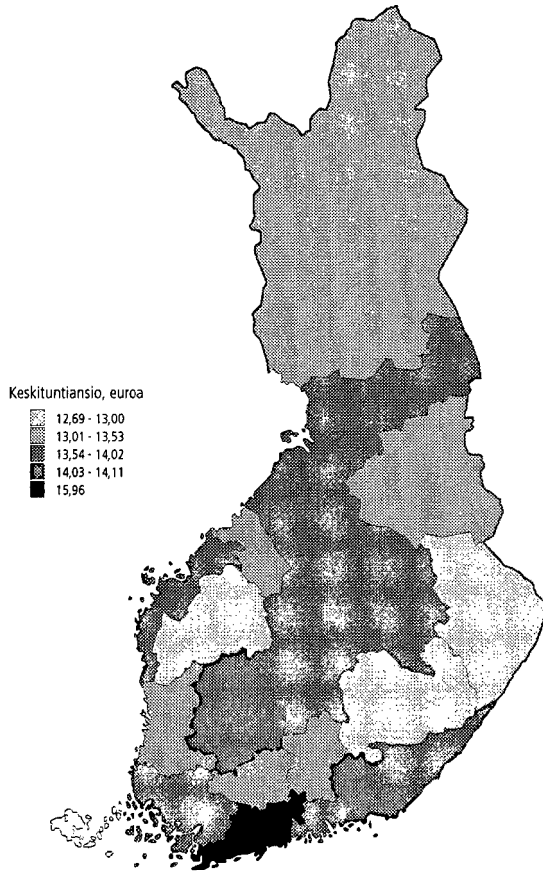 Keskituntiansio, euroa
12,69 - 13,00
13,01 - 13,53
13,54 - 14,02
14,03 - 14,11
15,96